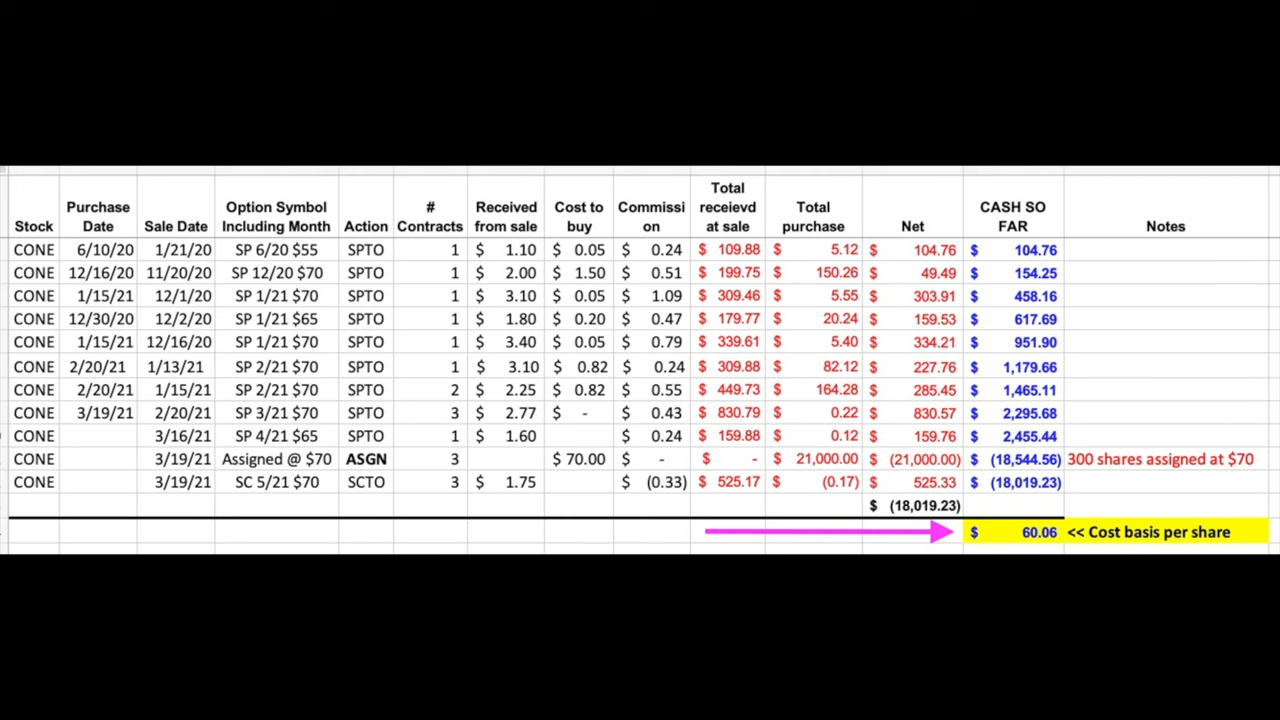 Stock Purchase Date Sale Date Option Symbol Including Month Action # Contracts Received from sale Cost to buy Commissi on Total receievd at sale Total purchase Net CASH SO FAR Notes
CONE 6/10/20 1/21/20 SP 6/20 $55 SPTO 1 $ 1.10 $ 0.05 $ 0.24 $ 109.88 $ 5.12 $ 104.76 $ 104.76
CONE 12/16/20 11/20/20 SP 12/20 $70 SPTO 1 $ 2.00 $ 1.50 $ 0.51 $ 199.75 $ 150.26 $ 49.49 $ 154.25
CONE 1/15/21 12/1/20 SP 1/21 $70 SPTO 1 $ 3.10 $ 0.05 $ 1.09 $ 309.46 $ 5.55 $ 303.91 $ 458.16
CONE 12/30/20 12/2/20 SP 1/21 $65 SPTO 1 $ 1.80 $ 0.20 $ 0.47 $ 179.77 $ 20.24 $ 159.53 $ 617.69
CONE 1/15/21 12/16/20 SP 1/21 $70 SPTO 1 $ 3.40 $ 0.05 $ 0.79 $ 339.61 $ 5.40 $ 334.21 $ 951.90
CONE 2/20/21 1/13/21 SP 2/21 $70 SPTO 1 $ 3.10 $ 0.82 $ 0.24 $ 309.88 $ 82.12 $ 227.76 $ 1,179.66
CONE 2/20/21 1/15/21 SP 2/21 $70 SPTO 2 $ 2.25 $ 0.82 $ 0.55 $ 449.73 $ 164.28 $ 285.45 $ 1,465.11
CONE 3/19/21 2/20/21 SP 3/21 $70 SPTO 3 $ 2.77 $ - $ 0.43 $ 830.79 $ 0.22 $ 830.57 $ 2,295.68
CONE 3/16/21 SP 4/21 $65 SPTO 1 $ 1.60 $ 0.24 $ 159.88 $ 0.12 $ 159.76 $ 2,455.44
CONE 3/19/21 Assigned @ $70 ASGN 3 $ 70.00 $ - $ - $ 21,000.00 $ (21,000.00) $ (18,544.56) 300 shares assigned at $70
CONE 3/19/21 SC 5/21 $70 SCTO 3 $ 1.75 $ (0.33) $ 525.17 $ (0.17) $ 525.33 $ (18,019.23)
$ (18,019.23)
$ 60.06 << Cost basis per share